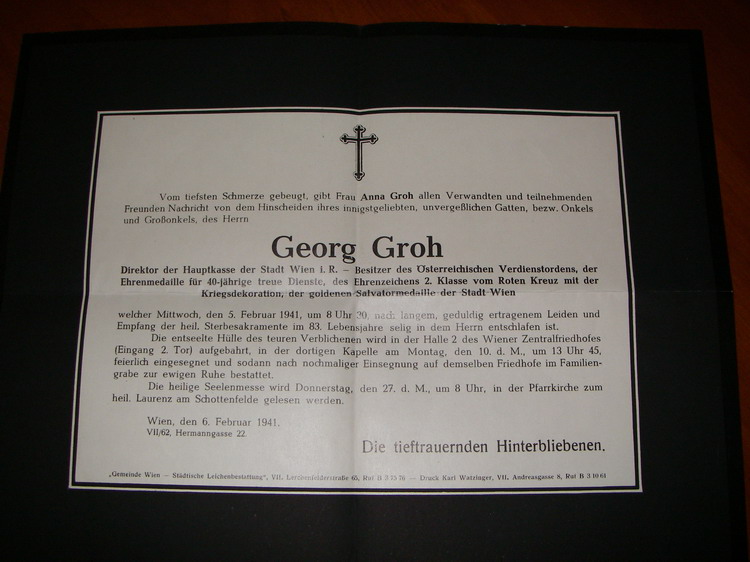 Vom tiefsten Schmerze gebeugt, gibt Frau Anna Groh allen Verwandten und teilnehmenden
Freunden Nachricht von dem Hinscheiden ihres innigstgeliebten, unvergeßlichen Gatten, bezw. Onkels
und Großonkels, des Herrn
Georg Groh
Direktor der Hauptkasse der Stadt Wien i. R. – Besitzer des Österreichischen Verdienstordens, der
Ehrenmedaille für 40-jährige treue Dienste, des Ehrenzeichens 2. Klasse vom Roten Kreuz mit der
Kriegsdekoration, der goldenen Salvatormedaille der Stadt Wien
welcher Mittwoch, den 5. Februar 1941, um 8 Uhr 30, nach langem, geduldig ertragenem Leiden und
Empfang der heil. Sterbesakramente im 83. Lebensjahre selig in dem Herrn entschlafen ist.
Die entseelte Hülle des teuren Verblichenen wird in der Halle 2 des Wiener Zentralfriedhofes
(Eingang 2. Tor) aufgebahrt, in der dortigen Kapelle am Montag, den 10. d. M., um 13 Uhr 45,
feierlich eingesegnet und sodann nach nochmaliger Einsegnung auf demselben Friedhofe im Familien-
grabe zur ewigen Ruhe bestattet.
Die heilige Seelenmesse wird Donnerstag, den 27. d. M., um 8 Uhr, in der Pfarrkirche zum
heil. Laurenz am Schottenfelde gelesen werden.
Wien, den 6. Februar 1941.
VII/62, Hermanngasse 22.
Die tieftrauernden Hinterbliebenen.
„Gemeinde Wien — Städtische Leichenbestattung", VII, Lerchenfelderstraße 65, Ruf B 3 75 76 — Druck Karl Watzinger, VII, Andreasgasse 8, Ruf B 3 10 61